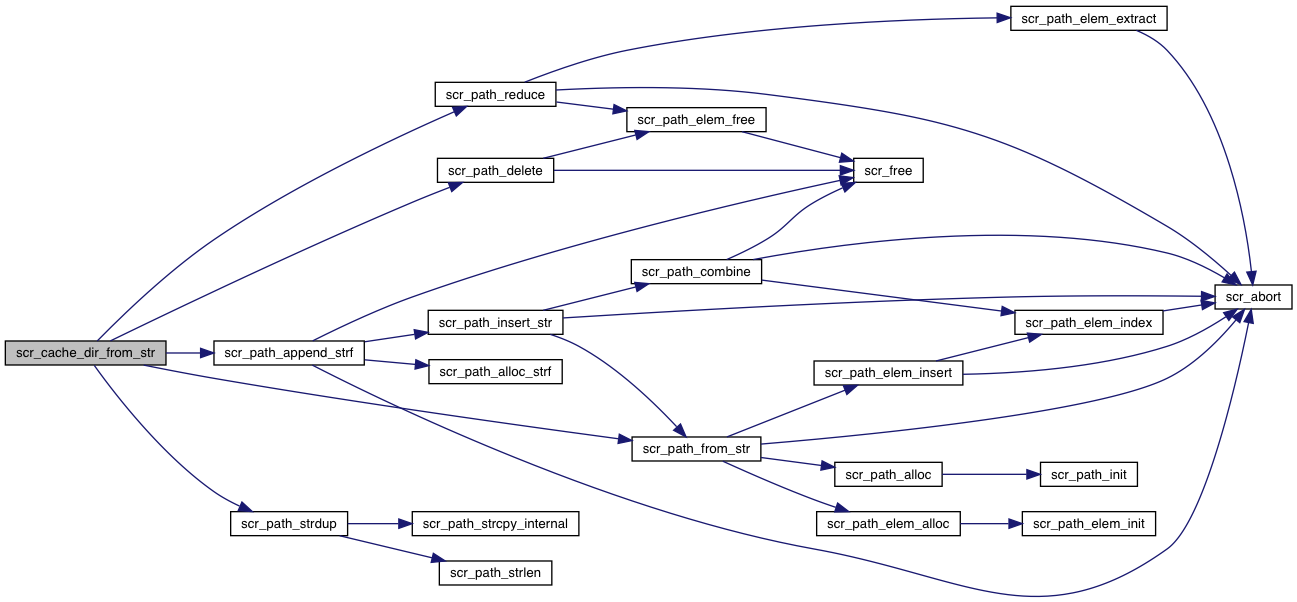 scr_path_elem_extract
scr_path_reduce
scr_path_elem_free
scr_path_delete
scr_free
scr_path_combine
scr_abort
scr_path_insert_str
scr_path_elem_index
scr_cache_dir_from_str
scr_path_append_strf
scr_path_alloc_strf
scr_path_elem_insert
scr_path_from_str
scr_path_alloc
scr_path_init
scr_path_strdup
scr_path_strcpy_internal
scr_path_elem_alloc
scr_path_elem_init
scr_path_strlen